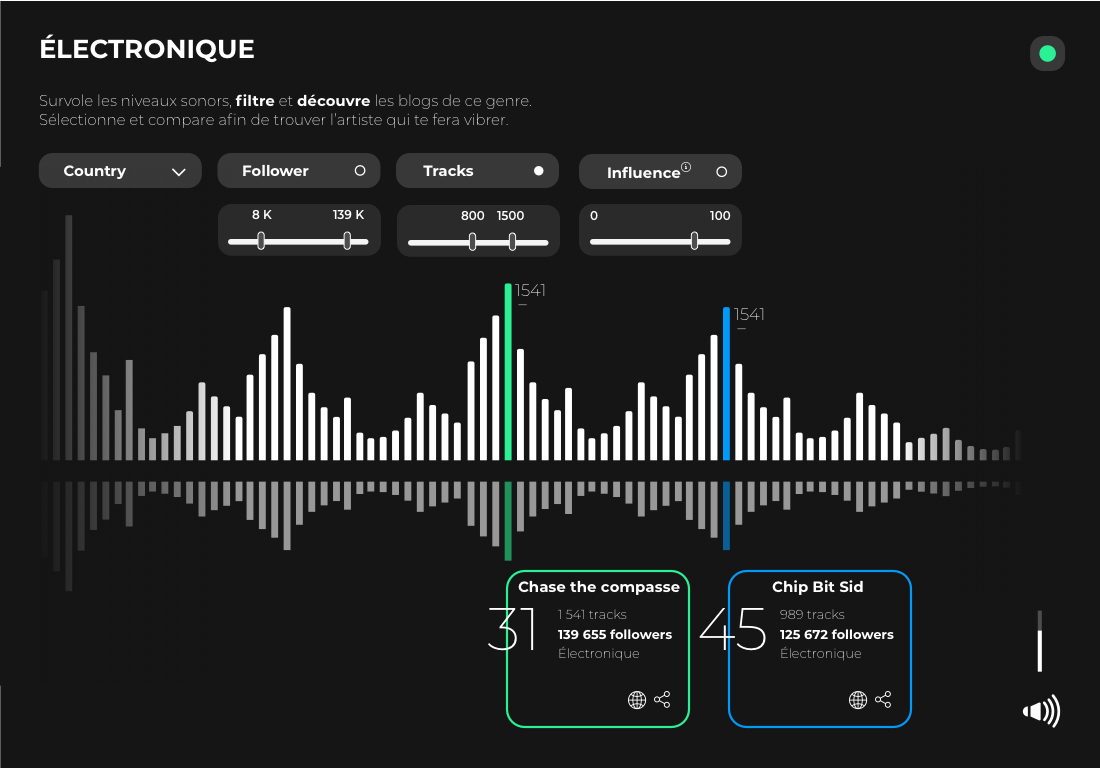 ÉLECTRONIQUE
Survole les niveaux sonors, filtre et découvre les blogs de ce genre.
Sélectionne et compare afin de trouver l'artiste qui te fera vibrer.
Country
Follower
Tracks
Influence
8 K 139 K
800 1500
0 100
1541
1541
Chase the compasse
31
1 541 tracks
139 655 followers
Électronique
Chip Bit Sid
45
989 tracks
125 672 followers
Électronique